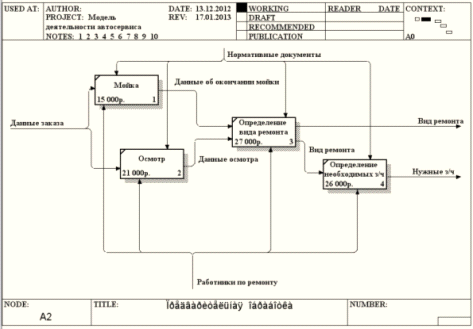 USED AT: AUTHOR: DATE: 13.12.2012 WORKING READER DATE CONTEXT:
PROJECT: Модель REV: 17.01.2013 DRAFT
деятельности автосервиса RECOMMENDED
NOTES: 1 2 3 4 5 6 7 8 9 10 PUBLICATION A0
Нормативные документы
Данные об окончании мойки
Мойка
15 000р. 1
Данные заказа
Определение
вида ремонта
27 000р. 3
Вид ремонта
Вид ремонта
Осмотр
21 000р. 2
Данные осмотра
Определение
необходимых з/ч
26 000р. 4
Нужные з/ч
Работники по ремонту
NODE: TITLE: NUMBER:
A2